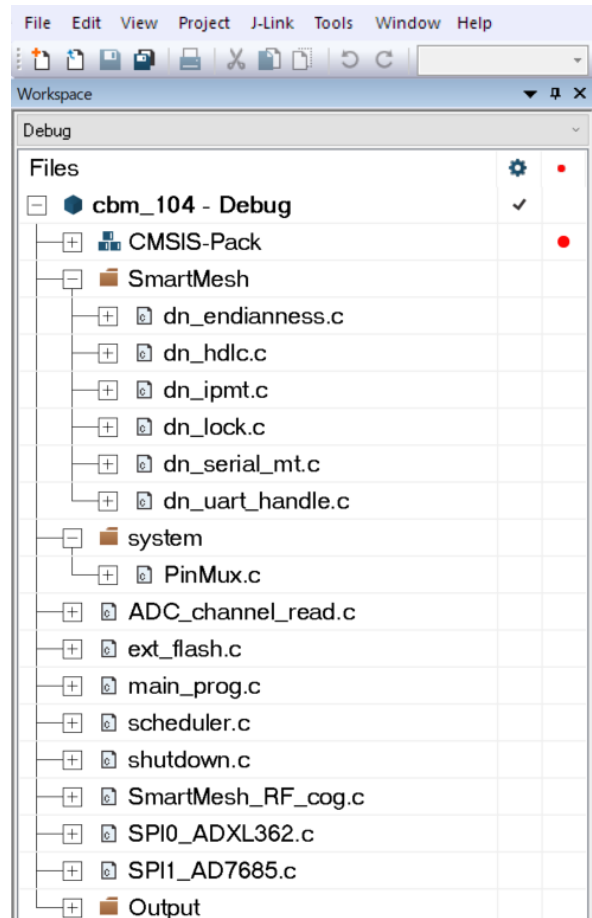 File Edit View Project J-Link Tools Window Help
Workspace
Debug
Files
cbm_104 - Debug
CMSIS-Pack
SmartMesh
dn_endianness.c
dn_hdlc.c
dn_ipmt.c
dn_lock.c
dn_serial_mt.c
dn_uart_handle.c
system
PinMux.c
ADC_channel_read.c
ext_flash.c
main_prog.c
scheduler.c
shutdown.c
SmartMesh_RF_cog.c
SPI0_ADXL362.c
SPI1_AD7685.c
Output